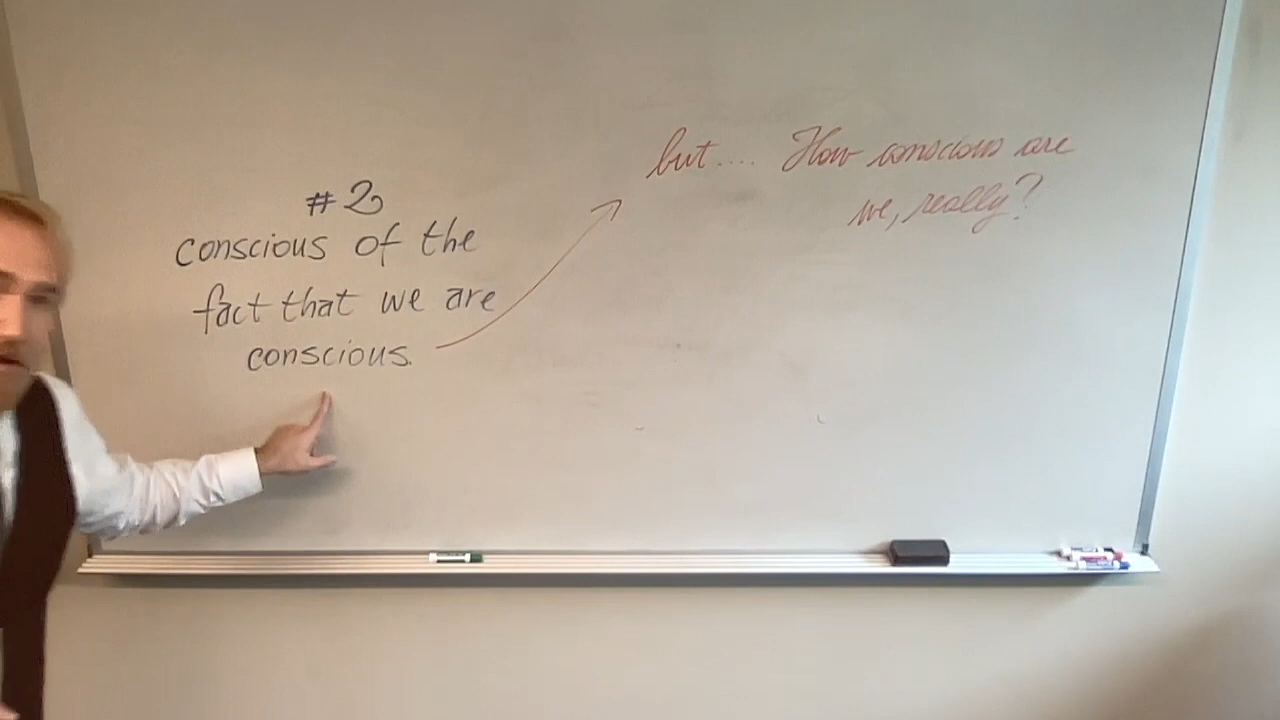 #2
conscious of the
fact that we are
conscious.
but.... How conscious are
we, really?